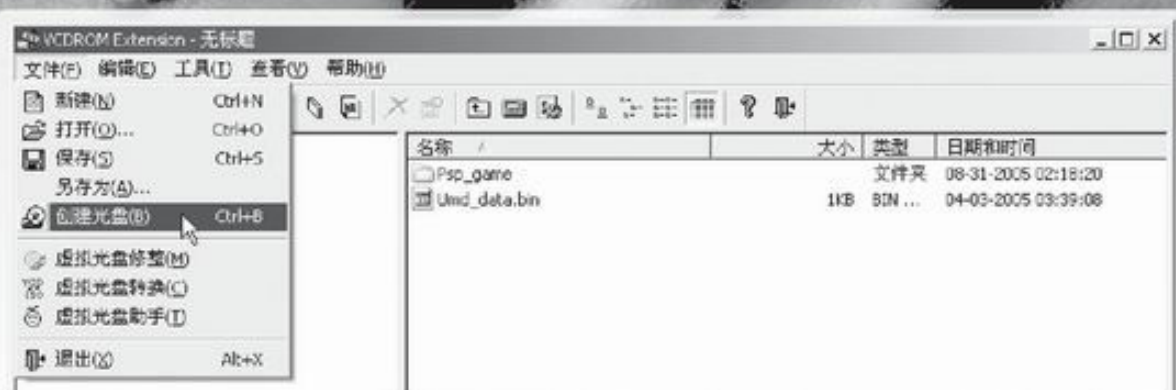 VCDROM Extension - 无标题
文件(F) 编辑(E) 工具(T) 查看(V) 帮助(H)
新建(N) Ctrl+N
打开(O)... Ctrl+O
保存(S) Ctrl+S
另存为(A)...
创建光盘(B) Ctrl+B
虚拟光盘修整(M)
虚拟光盘转换(C)
虚拟光盘助手(T)
退出(X) Alt+X
名称 大小 类型 日期和时间
Psp_game 文件夹 08-31-2005 02:18:20
Umd_data.bin 1KB BIN ... 04-03-2005 03:39:08